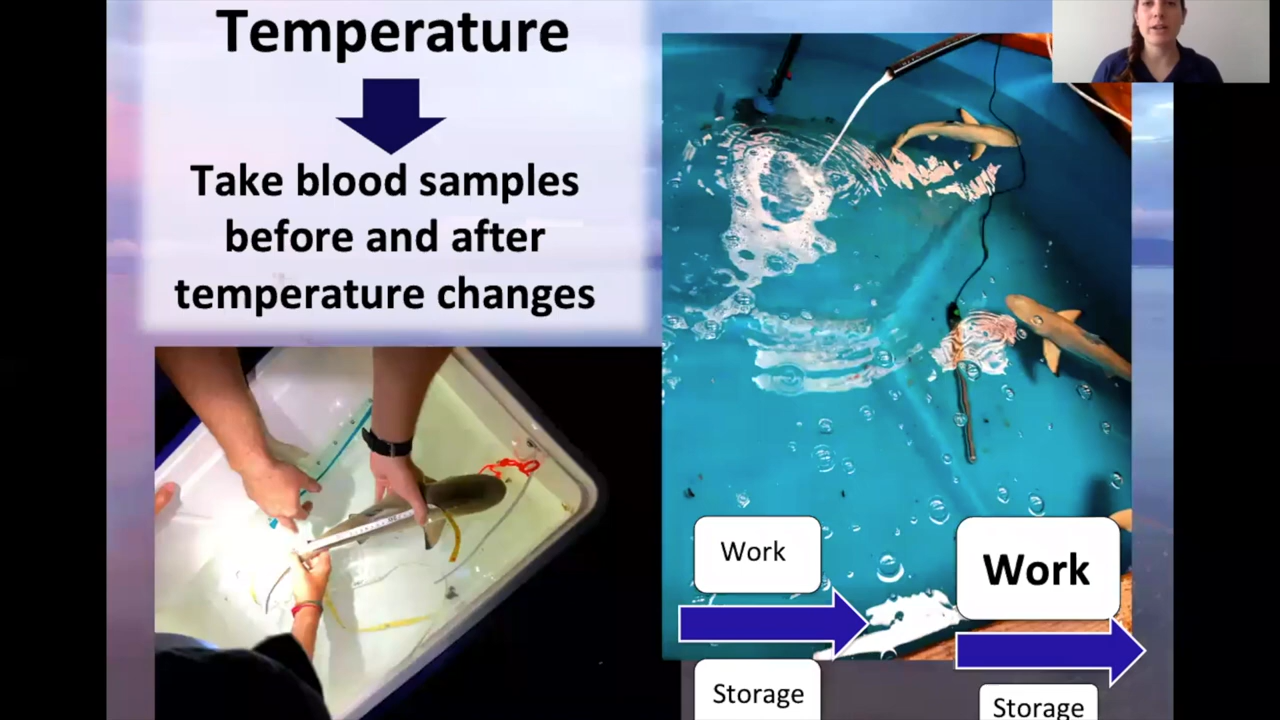 Temperature
Take blood samples
before and after
temperature changes
Work
Work
Storage
Storage